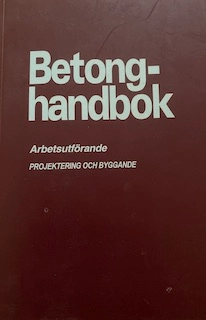 Betong-
handbok
Arbetsutförande
PROJEKTERING OCH BYGGANDE